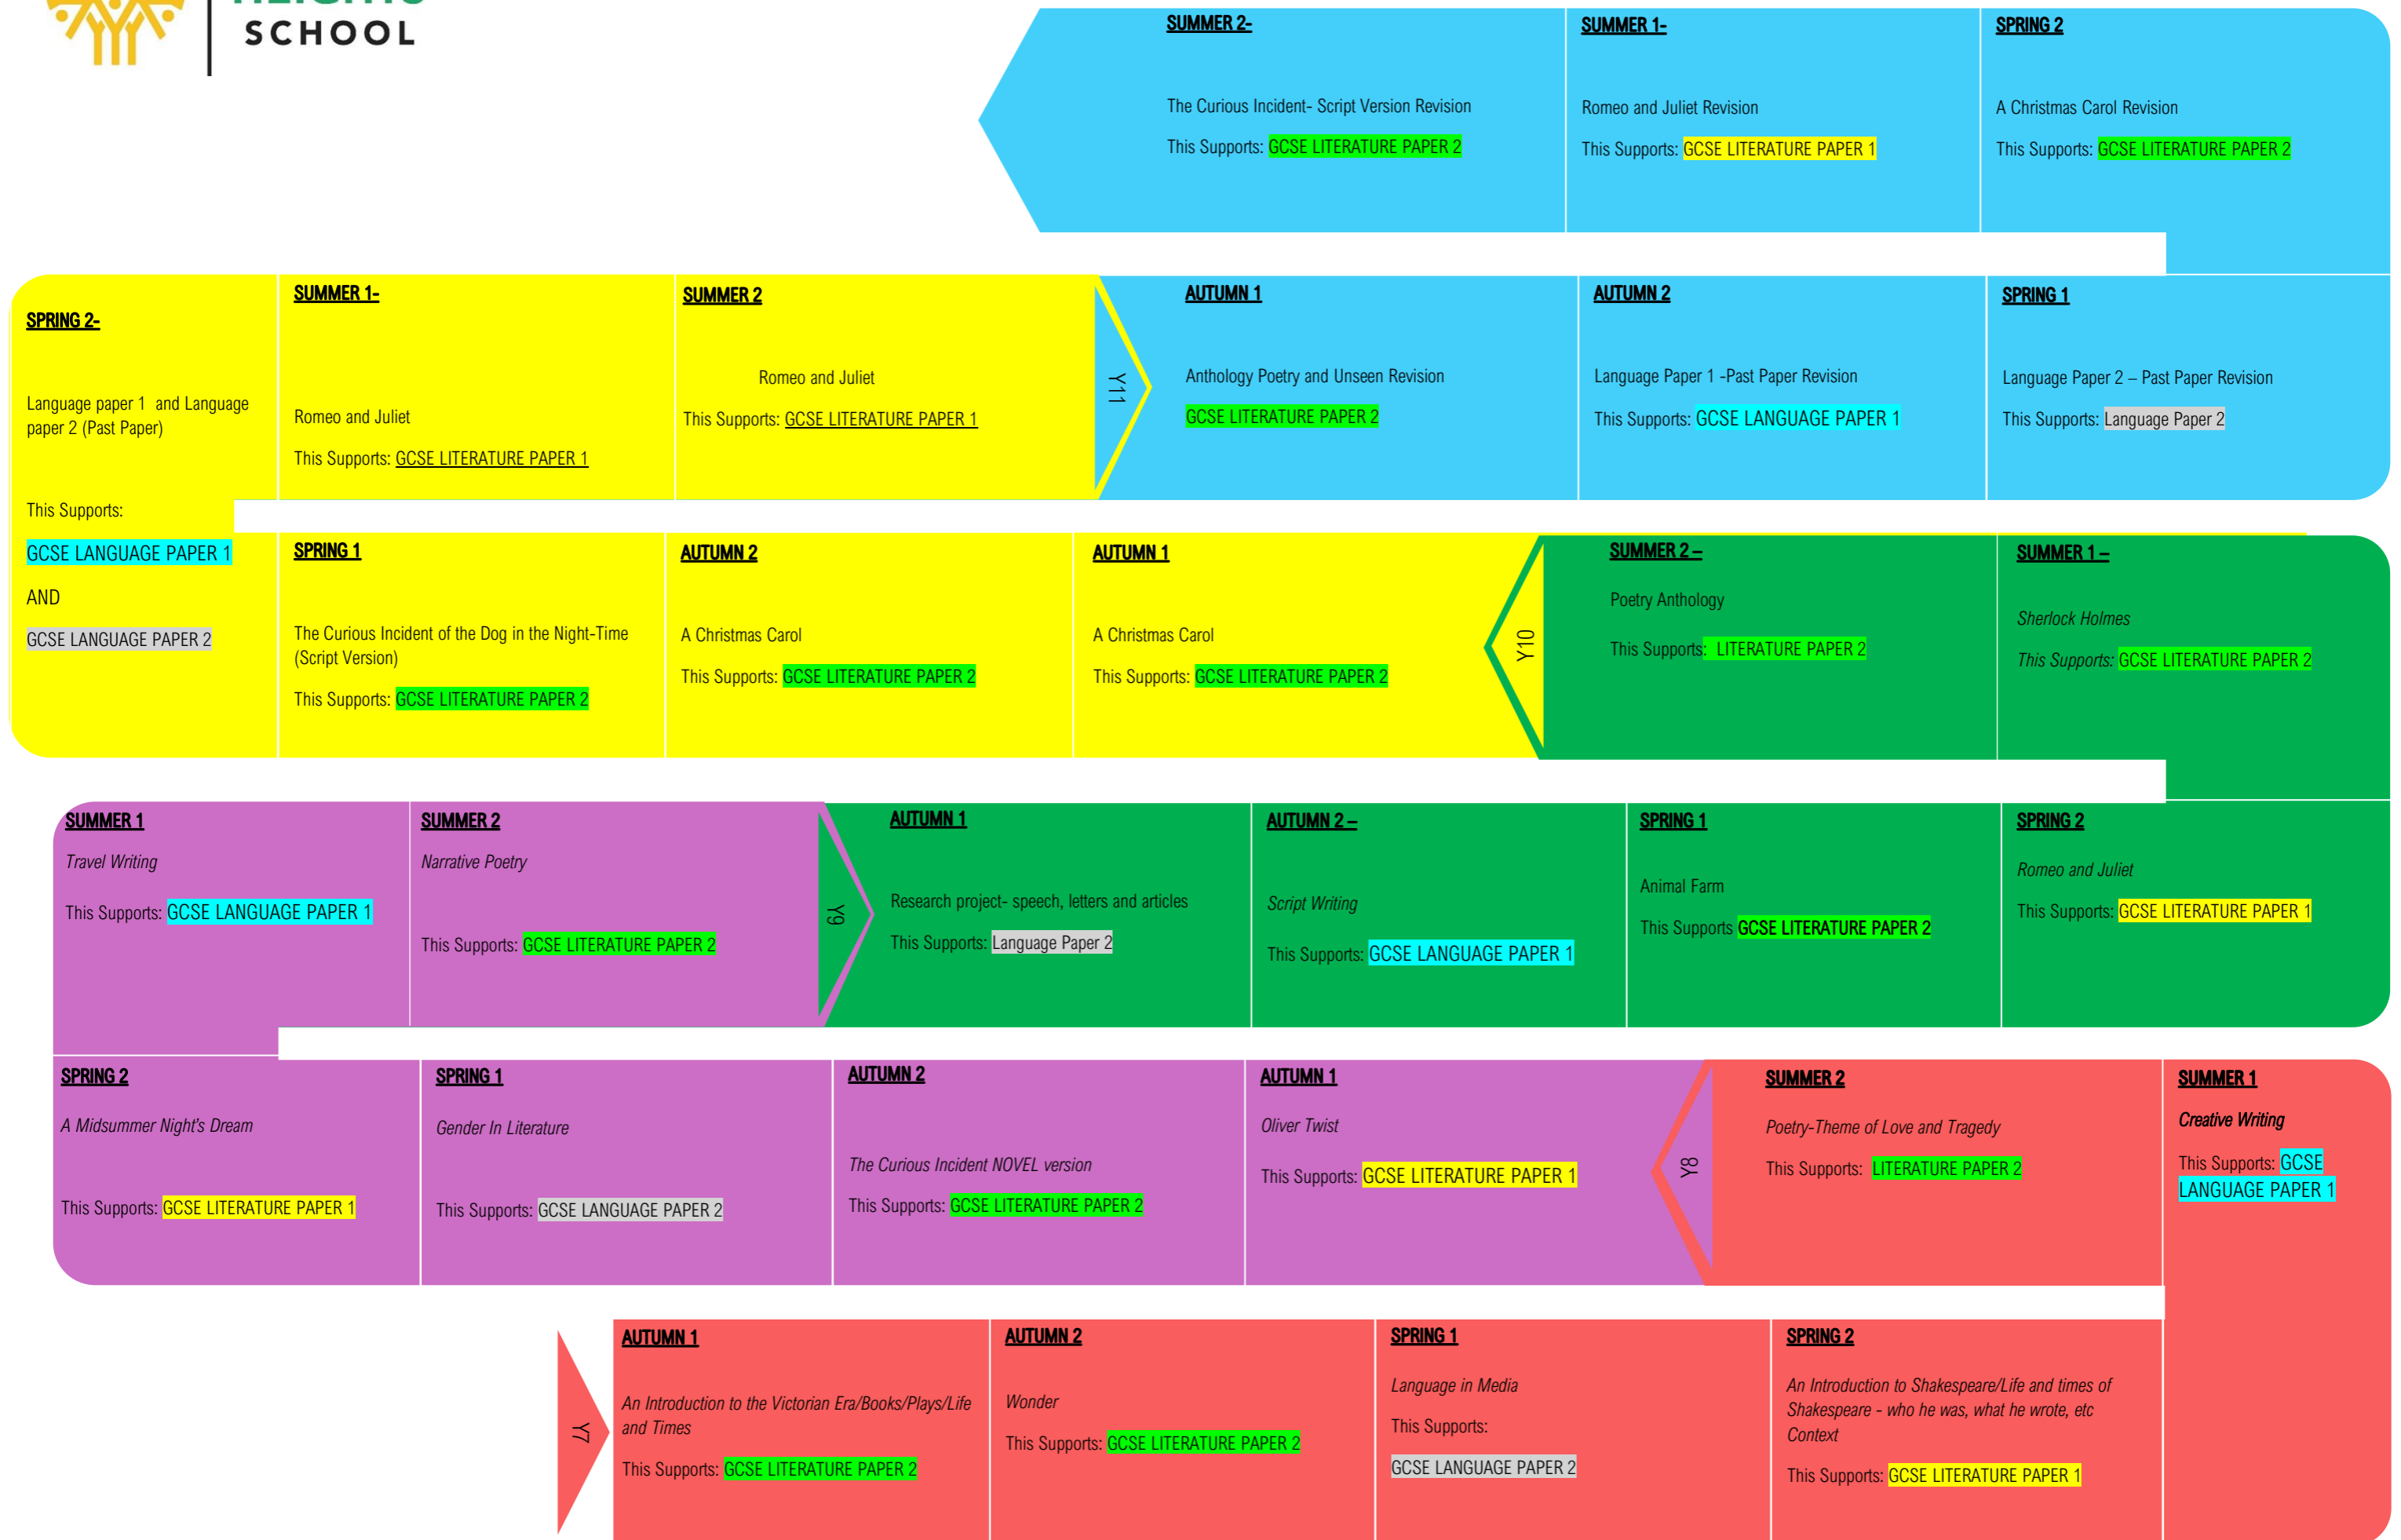 SCHOOL
SUMMER 2-
The Curious Incident- Script Version Revision
This Supports: GCSE LITERATURE PAPER 2
SUMMER 1-
Romeo and Juliet Revision
This Supports: GCSE LITERATURE PAPER 1
SPRING 2
A Christmas Carol Revision
This Supports: GCSE LITERATURE PAPER 2
SPRING 2-
Language paper 1 and Language
paper 2 (Past Paper)
This Supports:
GCSE LANGUAGE PAPER 1
AND
GCSE LANGUAGE PAPER 2
SUMMER 1-
Romeo and Juliet
This Supports: GCSE LITERATURE PAPER 1
SUMMER 2
Romeo and Juliet
This Supports: GCSE LITERATURE PAPER 1
Y11
AUTUMN 1
Anthology Poetry and Unseen Revision
GCSE LITERATURE PAPER 2
AUTUMN 2
Language Paper 1 -Past Paper Revision
This Supports: GCSE LANGUAGE PAPER 1
SPRING 1
Language Paper 2 – Past Paper Revision
This Supports: Language Paper 2
SPRING 1
The Curious Incident of the Dog in the Night-Time
(Script Version)
This Supports: GCSE LITERATURE PAPER 2
AUTUMN 2
A Christmas Carol
This Supports: GCSE LITERATURE PAPER 2
AUTUMN 1
A Christmas Carol
This Supports: GCSE LITERATURE PAPER 2
Y10
SUMMER 2 –
Poetry Anthology
This Supports: LITERATURE PAPER 2
SUMMER 1 –
Sherlock Holmes
This Supports: GCSE LITERATURE PAPER 2
SUMMER 1
Travel Writing
This Supports: GCSE LANGUAGE PAPER 1
SUMMER 2
Narrative Poetry
This Supports: GCSE LITERATURE PAPER 2
Y9
AUTUMN 1
Research project- speech, letters and articles
This Supports: Language Paper 2
AUTUMN 2 –
Script Writing
This Supports: GCSE LANGUAGE PAPER 1
SPRING 1
Animal Farm
This Supports GCSE LITERATURE PAPER 2
SPRING 2
Romeo and Juliet
This Supports: GCSE LITERATURE PAPER 1
SPRING 2
A Midsummer Night's Dream
This Supports: GCSE LITERATURE PAPER 1
SPRING 1
Gender In Literature
This Supports: GCSE LANGUAGE PAPER 2
AUTUMN 2
The Curious Incident NOVEL version
This Supports: GCSE LITERATURE PAPER 2
AUTUMN 1
Oliver Twist
This Supports: GCSE LITERATURE PAPER 1
Y8
SUMMER 2
Poetry-Theme of Love and Tragedy
This Supports: LITERATURE PAPER 2
SUMMER 1
Creative Writing
This Supports: GCSE
LANGUAGE PAPER 1
Y7
AUTUMN 1
An Introduction to the Victorian Era/Books/Plays/Life
and Times
This Supports: GCSE LITERATURE PAPER 2
AUTUMN 2
Wonder
This Supports: GCSE LITERATURE PAPER 2
SPRING 1
Language in Media
This Supports:
GCSE LANGUAGE PAPER 2
SPRING 2
An Introduction to Shakespeare/Life and times of
Shakespeare - who he was, what he wrote, etc
Context
This Supports: GCSE LITERATURE PAPER 1